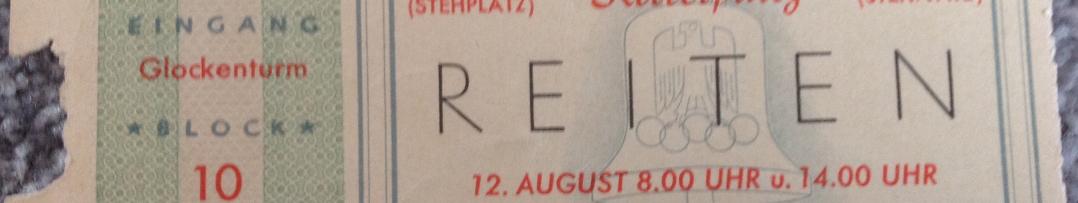 EINGANG
Glockenturm
★ BLOCK ★
10
(STEHPLATZ)
REITEN
12. AUGUST 8.00 UHR u. 14.00 UHR